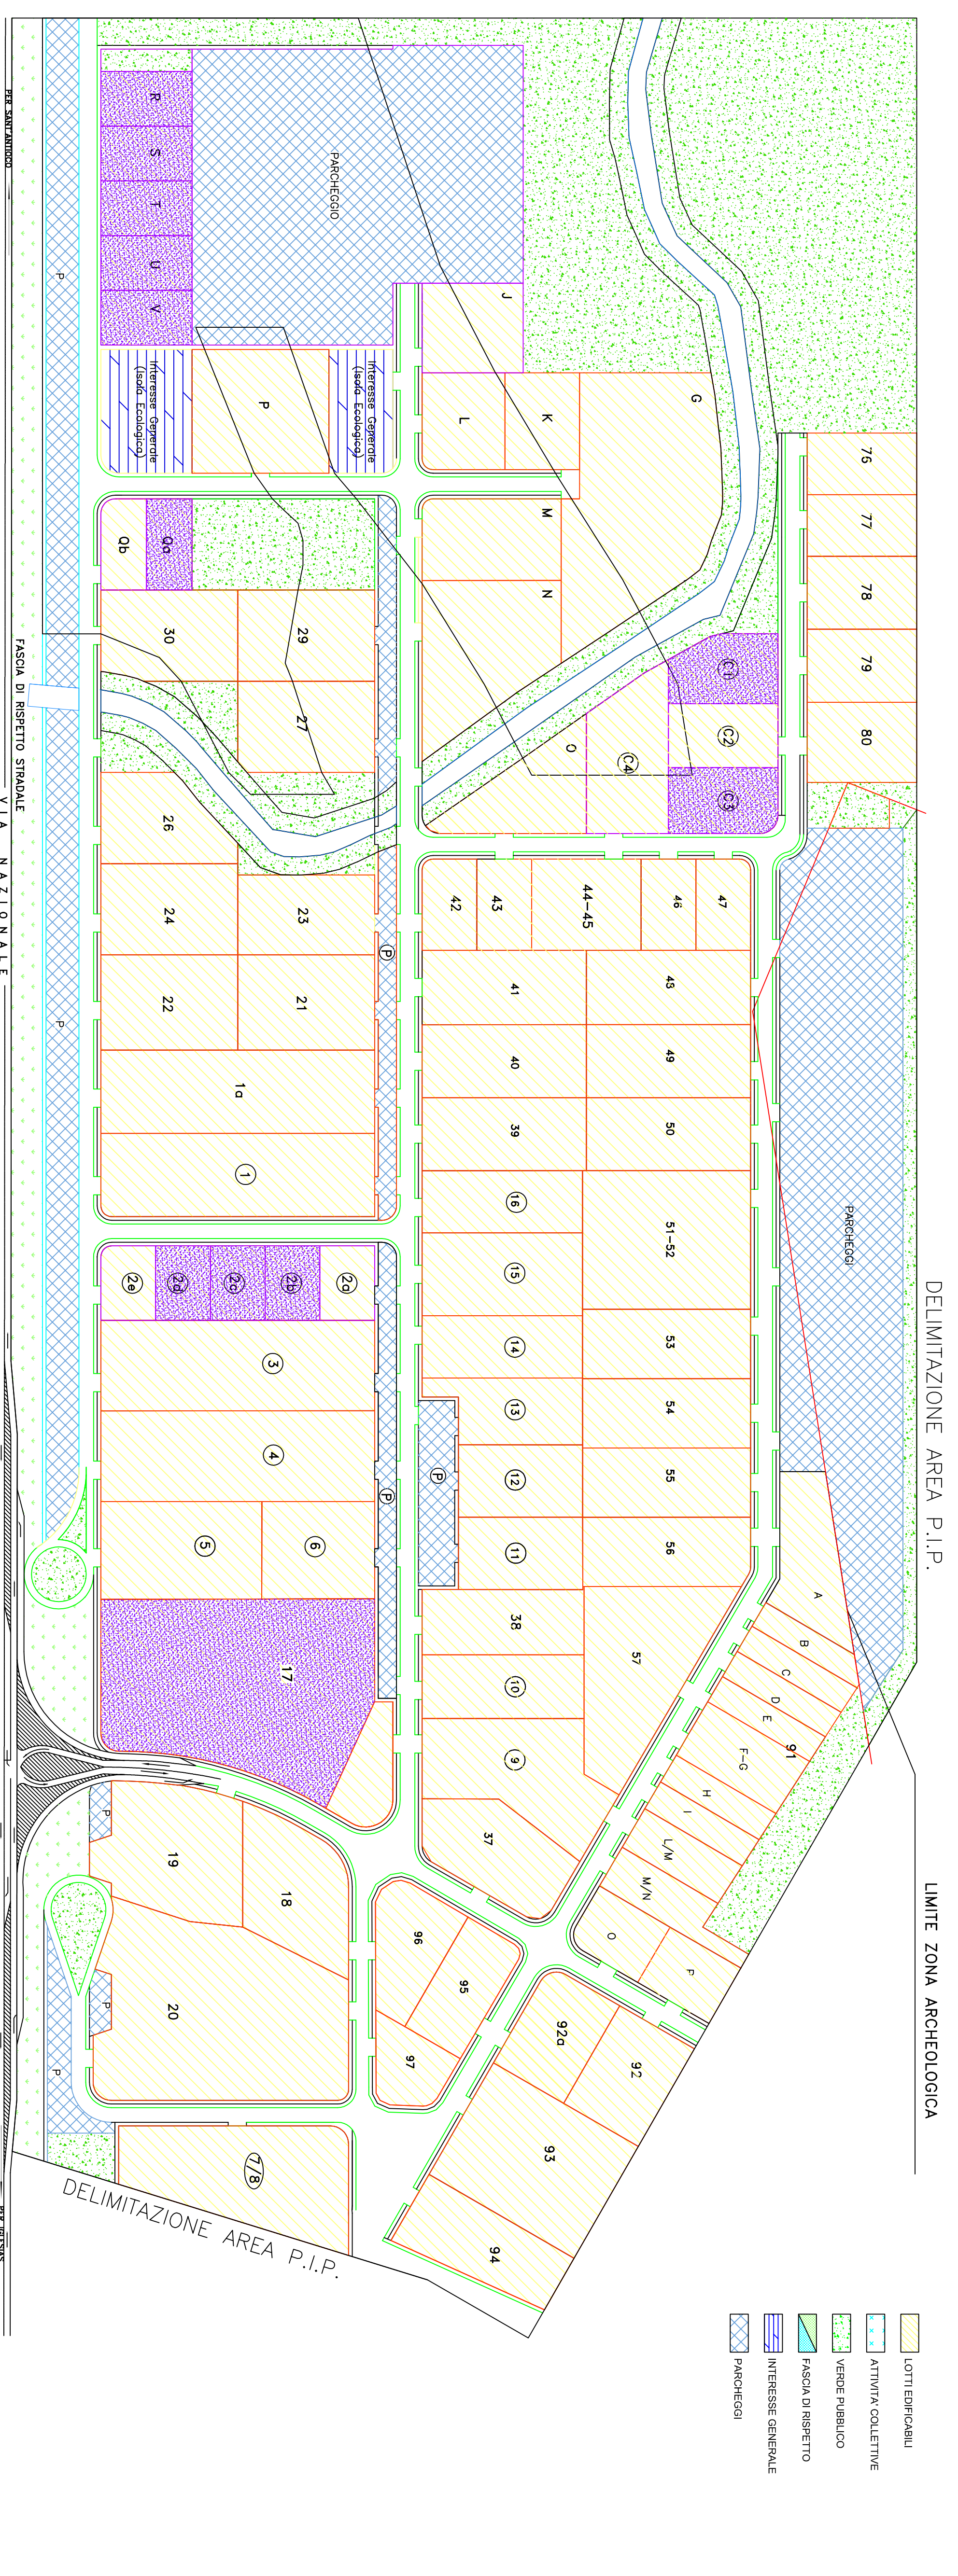 DELIMITAZIONE AREA P.I.P.
LIMITE ZONA ARCHEOLOGICA
76
77
78
79
80
PARCHEGGI
A
B
C
D
E
91
F-G
H
I
L/M
M/N
O
P
PARCHEGGIO
J
G
K
L
M
N
C1
C2
C3
C4
O
47
46
44-45
43
42
48
49
50
51-52
53
54
55
56
57
41
40
39
16
15
14
13
12
11
38
10
9
37
P
R
S
T
U
V
Interesse Generale
(Isola Ecologica)
P
Interesse Generale
(Isola Ecologica)
Qa
Qb
29
30
27
26
23
24
21
22
1a
1
P
2a
2b
2c
2d
2e
3
4
6
5
P
17
18
19
20
96
95
97
92a
92
93
94
7/8
P
P
P
P
P
DELIMITAZIONE AREA P.I.P.
FASCIA DI RISPETTO STRADALE
VIA NAZIONALE
PER SANT'ANTIOCO
PER IGLESIAS
LOTTI EDIFICABILI
ATTIVITA' COLLETTIVE
VERDE PUBBLICO
FASCIA DI RISPETTO
INTERESSE GENERALE
PARCHEGGI